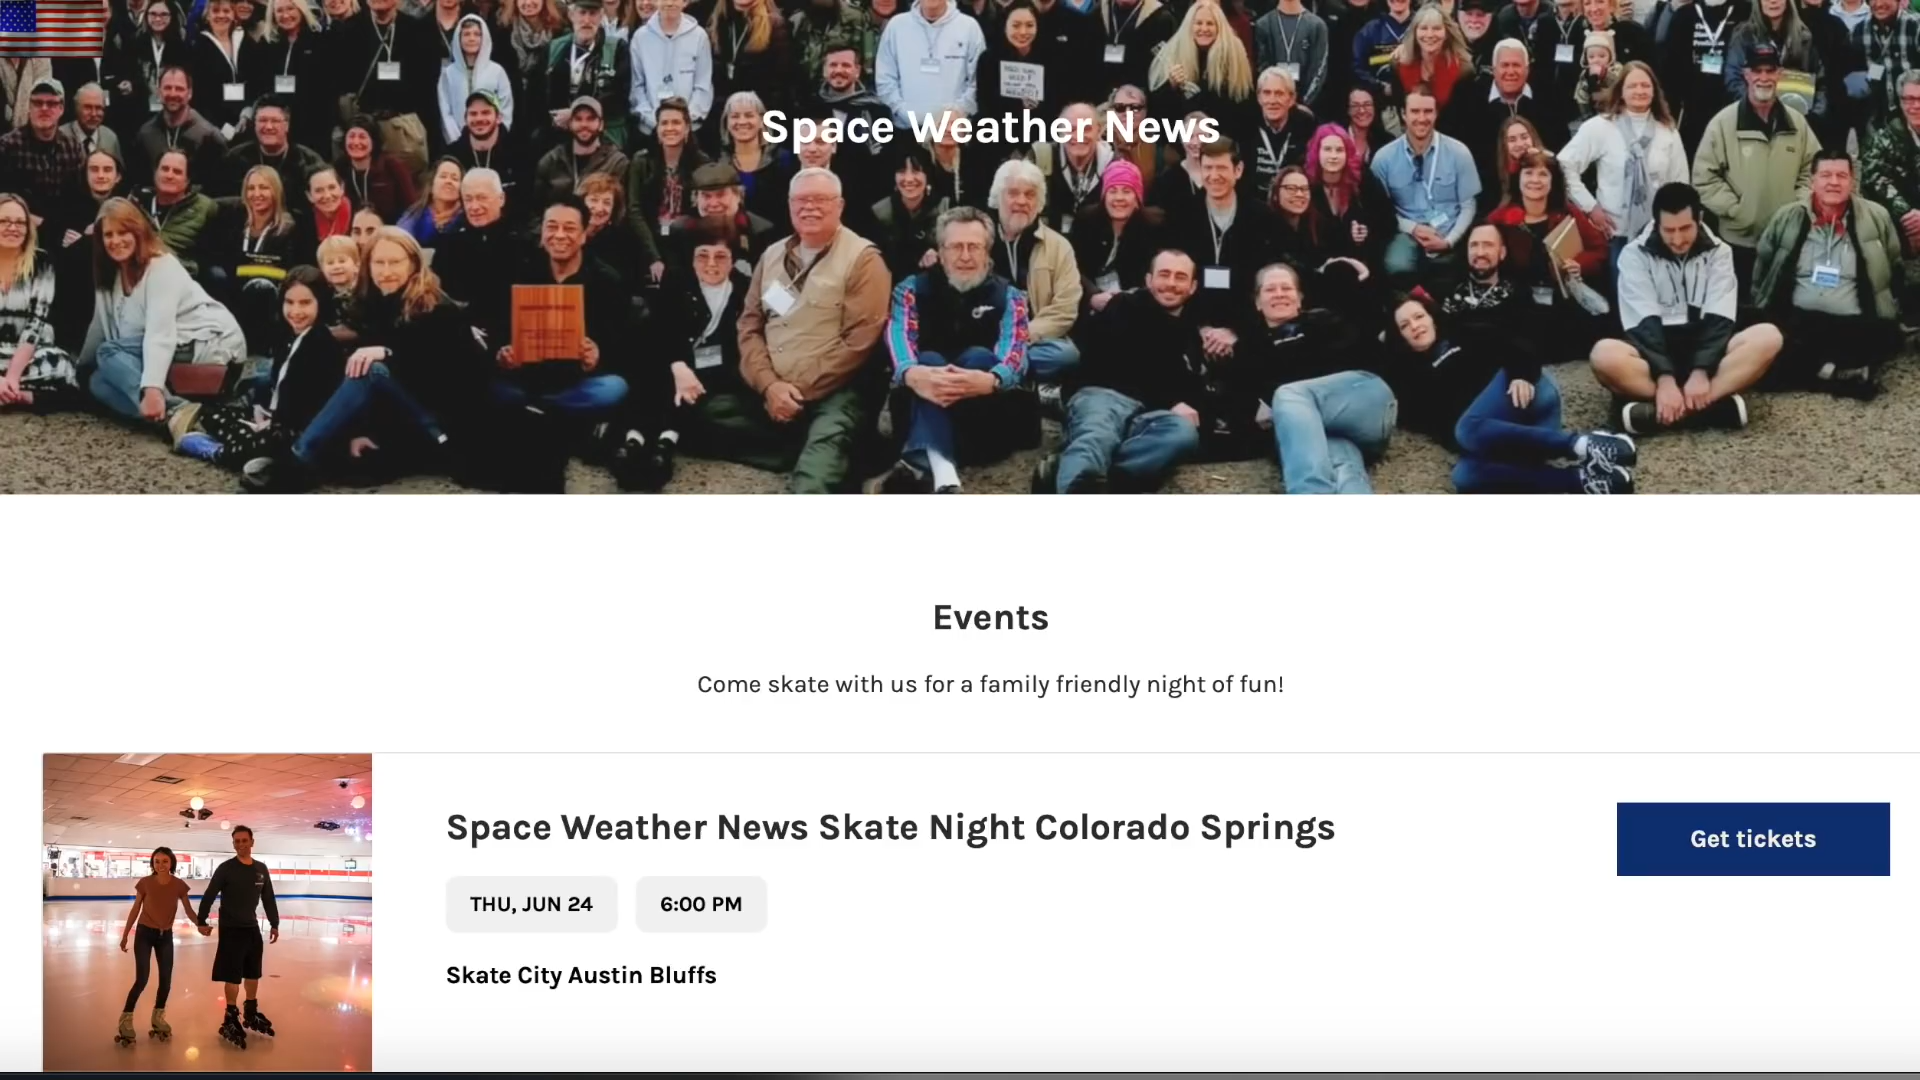 Space Weather News
Events
Come skate with us for a family friendly night of fun!
Space Weather News Skate Night Colorado Springs
Get tickets
THU, JUN 24
6:00 PM
Skate City Austin Bluffs